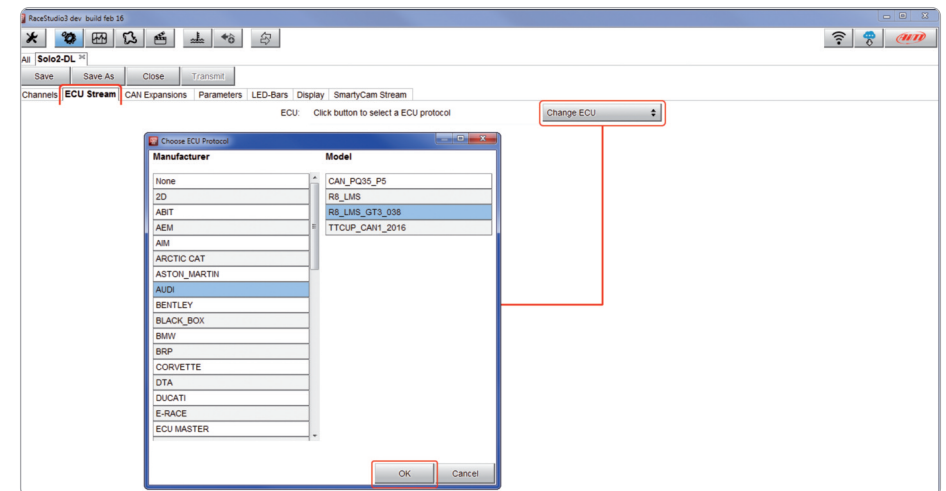 RaceStudio3 dev build feb 16
AiM
All Solo2-DL
Save Save As Close Transmit
Channels ECU Stream CAN Expansions Parameters LED-Bars Display SmartyCam Stream
ECU: Click button to select a ECU protocol Change ECU
Choose ECU Protocol
Manufacturer Model
None CAN_PQ35_P5
2D R8_LMS
ABIT R8_LMS_GT3_038
AEM TTCUP_CAN1_2016
AIM
ARCTIC CAT
ASTON_MARTIN
AUDI
BENTLEY
BLACK_BOX
BMW
BRP
CORVETTE
DTA
DUCATI
E-RACE
ECU MASTER
OK Cancel